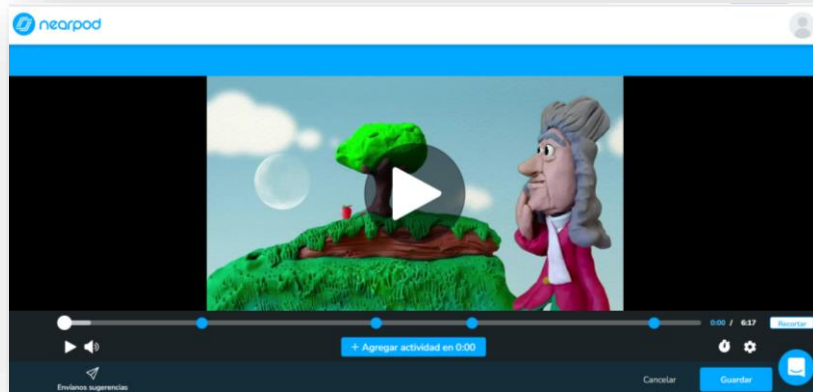 nearpod
0:00 / 6:17 Recortar
+ Agregar actividad en 0:00
Envíanos sugerencias
Cancelar Guardar